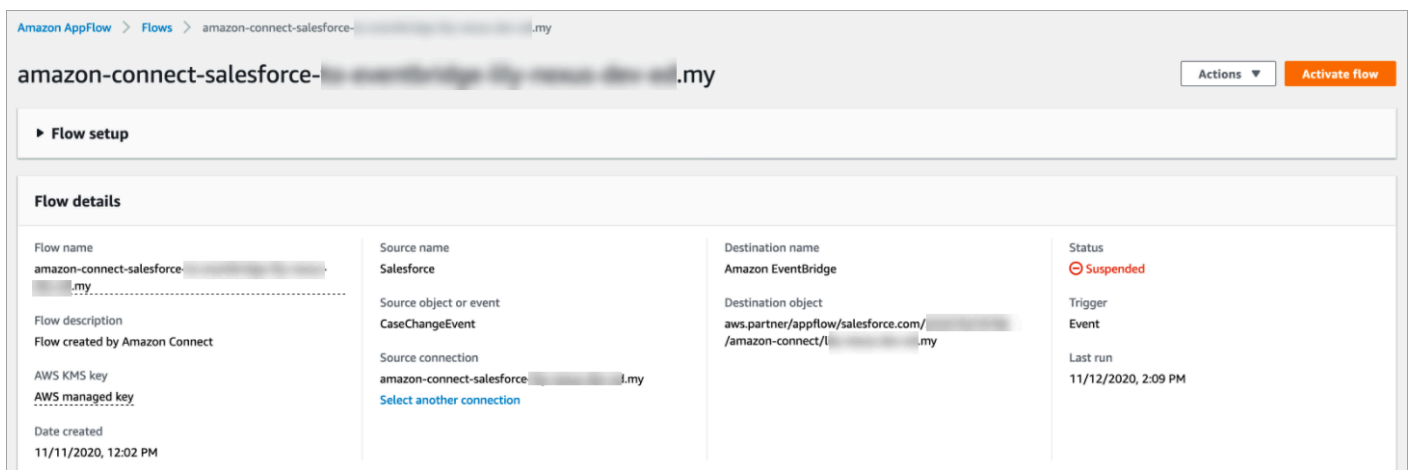 Amazon AppFlow > Flows > amazon-connect-salesforce- .my
amazon-connect-salesforce- .my
Actions ▼ Activate flow
▶ Flow setup
Flow details
Flow name
amazon-connect-salesforce-
.my
Flow description
Flow created by Amazon Connect
AWS KMS key
AWS managed key
Date created
11/11/2020, 12:02 PM
Source name
Salesforce
Source object or event
CaseChangeEvent
Source connection
amazon-connect-salesforce- .my
Select another connection
Destination name
Amazon EventBridge
Destination object
aws.partner/appflow/salesforce.com/
/amazon-connect/l .my
Status
Suspended
Trigger
Event
Last run
11/12/2020, 2:09 PM